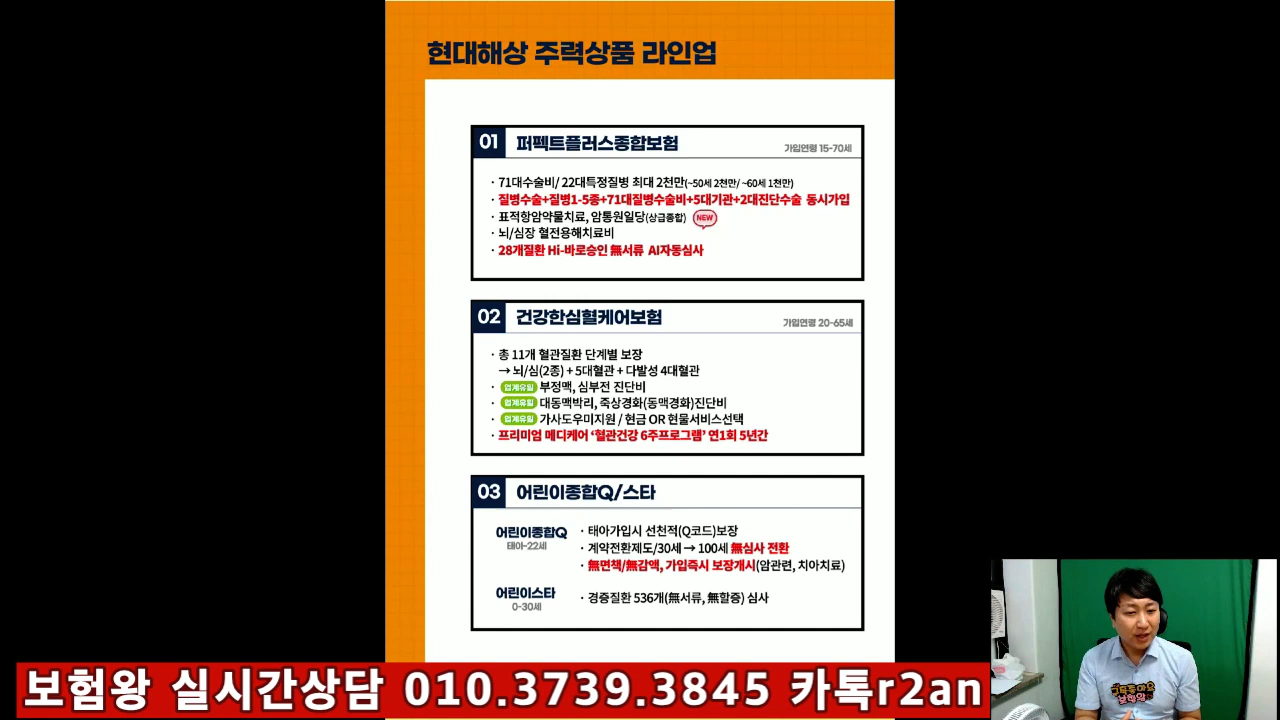 현대해상 주력상품 라인업
01 퍼펙트플러스종합보험 가입연령 15-70세
· 71대수술비/ 22대특정질병 최대 2천만(~50세 2천만/ ~60세 1천만)
· 질병수술+질병1-5종+71대질병수술비+5대기관+2대진단수술 동시가입
· 표적항암약물치료, 암통원일당(상급종합) NEW
· 뇌/심장 혈전용해치료비
· 28개질환 Hi-바로승인 無서류 AI자동심사
02 건강한심혈케어보험 가입연령 20-65세
· 총 11개 혈관질환 단계별 보장
→ 뇌/심(2종) + 5대혈관 + 다발성 4대혈관
· 업계유일 부정맥, 심부전 진단비
· 업계유일 대동맥박리, 죽상경화(동맥경화)진단비
· 업계유일 가사도우미지원 / 현금 OR 현물서비스선택
· 프리미엄 메디케어 ‘혈관건강 6주프로그램’ 연1회 5년간
03 어린이종합Q/스타
어린이종합Q
태아-22세
· 태아가입시 선천적(Q코드)보장
· 계약전환제도/30세 → 100세 無심사 전환
· 無면책/無감액, 가입즉시 보장개시(암관련, 치아치료)
어린이스타
0-30세
· 경증질환 536개(無서류, 無할증) 심사
보험왕 실시간상담 010.3739.3845 카톡r2an